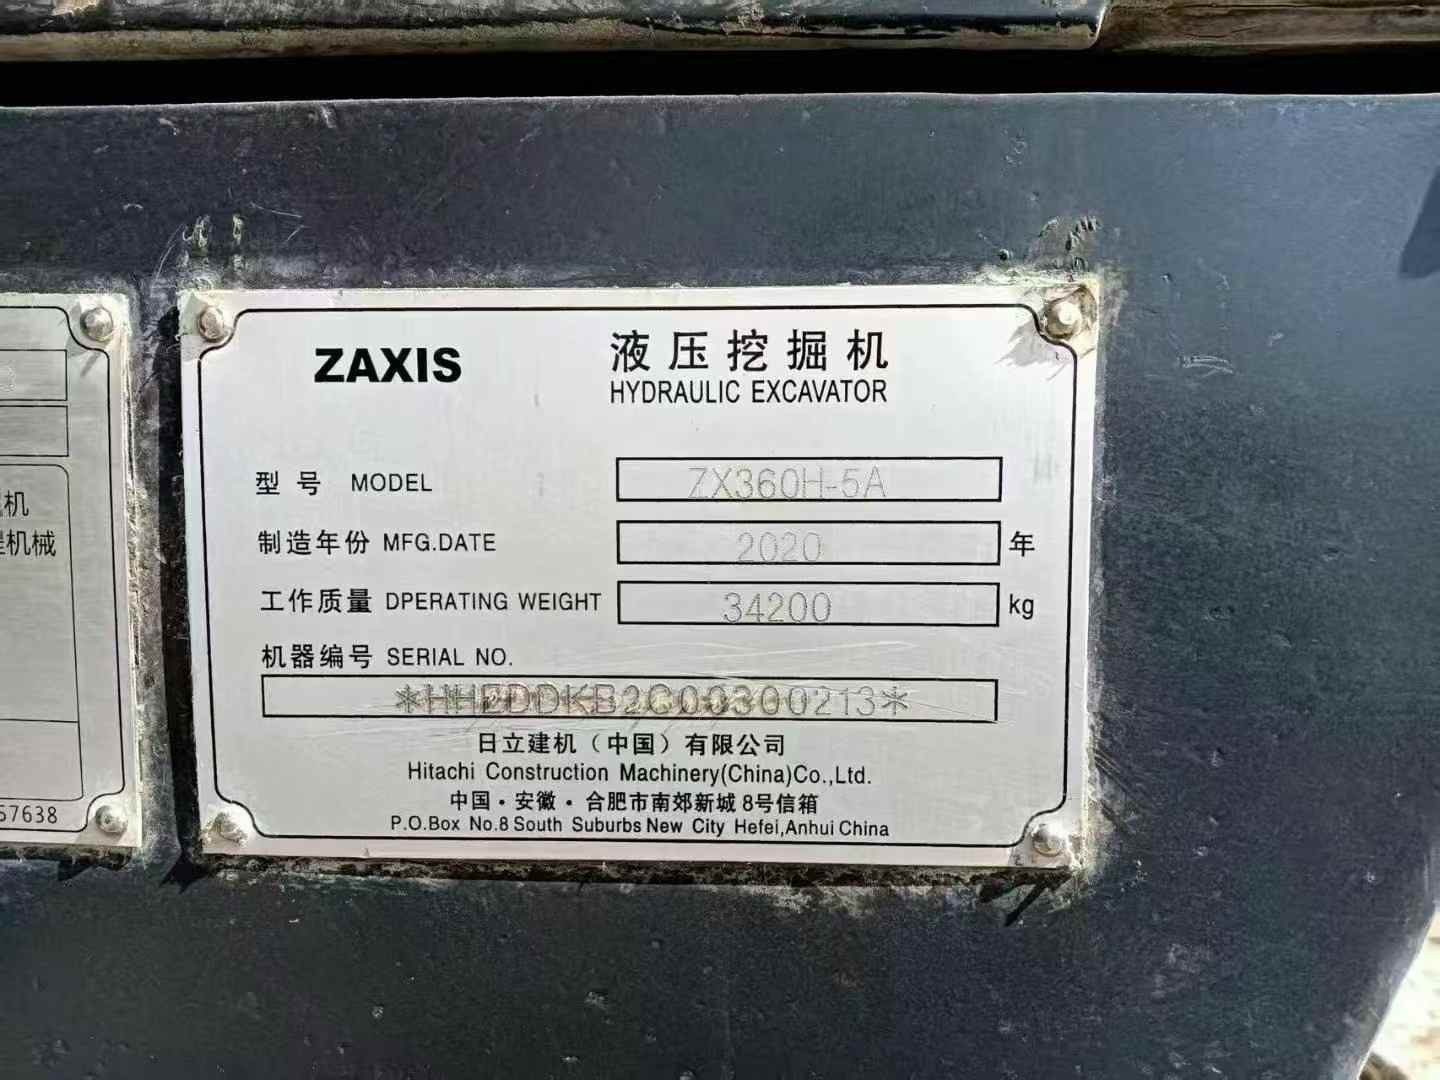 ZAXIS
液压挖掘机
HYDRAULIC EXCAVATOR
型号 MODEL ZX360H-5A
制造年份 MFG.DATE 2020 年
工作质量 DPERATING WEIGHT 34200 kg
机器编号 SERIAL NO.
*HHEDDKB2C00300213*
日立建机（中国）有限公司
Hitachi Construction Machinery(China)Co.,Ltd.
中国·安徽·合肥市南郊新城8号信箱
P.O.Box No.8 South Suburbs New City Hefei,Anhui China
机
机械
57638